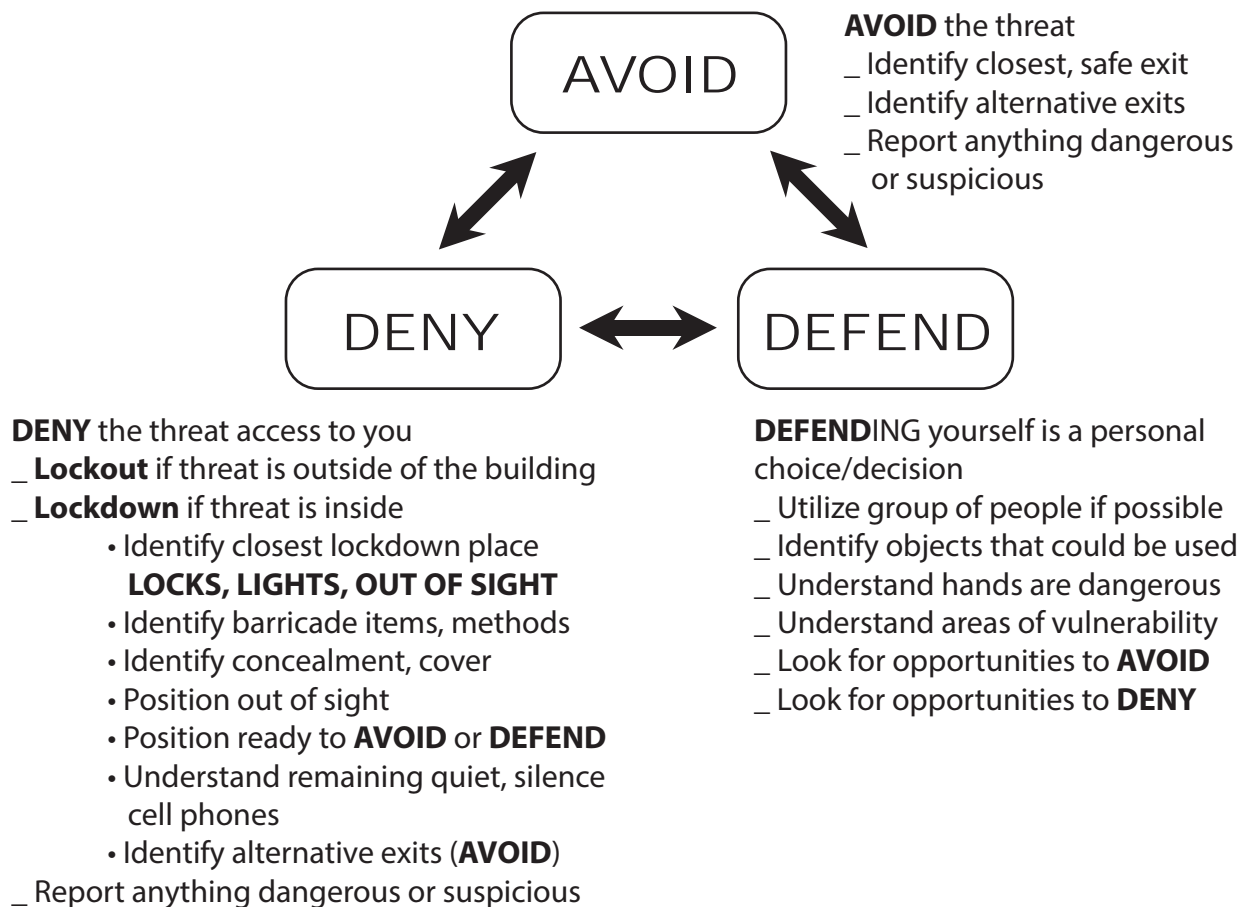 AVOID
AVOID the threat
_ Identify closest, safe exit
_ Identify alternative exits
_ Report anything dangerous
or suspicious
DENY
DEFEND
DENY the threat access to you
_ Lockout if threat is outside of the building
_ Lockdown if threat is inside
• Identify closest lockdown place
LOCKS, LIGHTS, OUT OF SIGHT
• Identify barricade items, methods
• Identify concealment, cover
• Position out of sight
• Position ready to AVOID or DEFEND
• Understand remaining quiet, silence
cell phones
• Identify alternative exits (AVOID)
_ Report anything dangerous or suspicious
DEFENDING yourself is a personal
choice/decision
_ Utilize group of people if possible
_ Identify objects that could be used
_ Understand hands are dangerous
_ Understand areas of vulnerability
_ Look for opportunities to AVOID
_ Look for opportunities to DENY